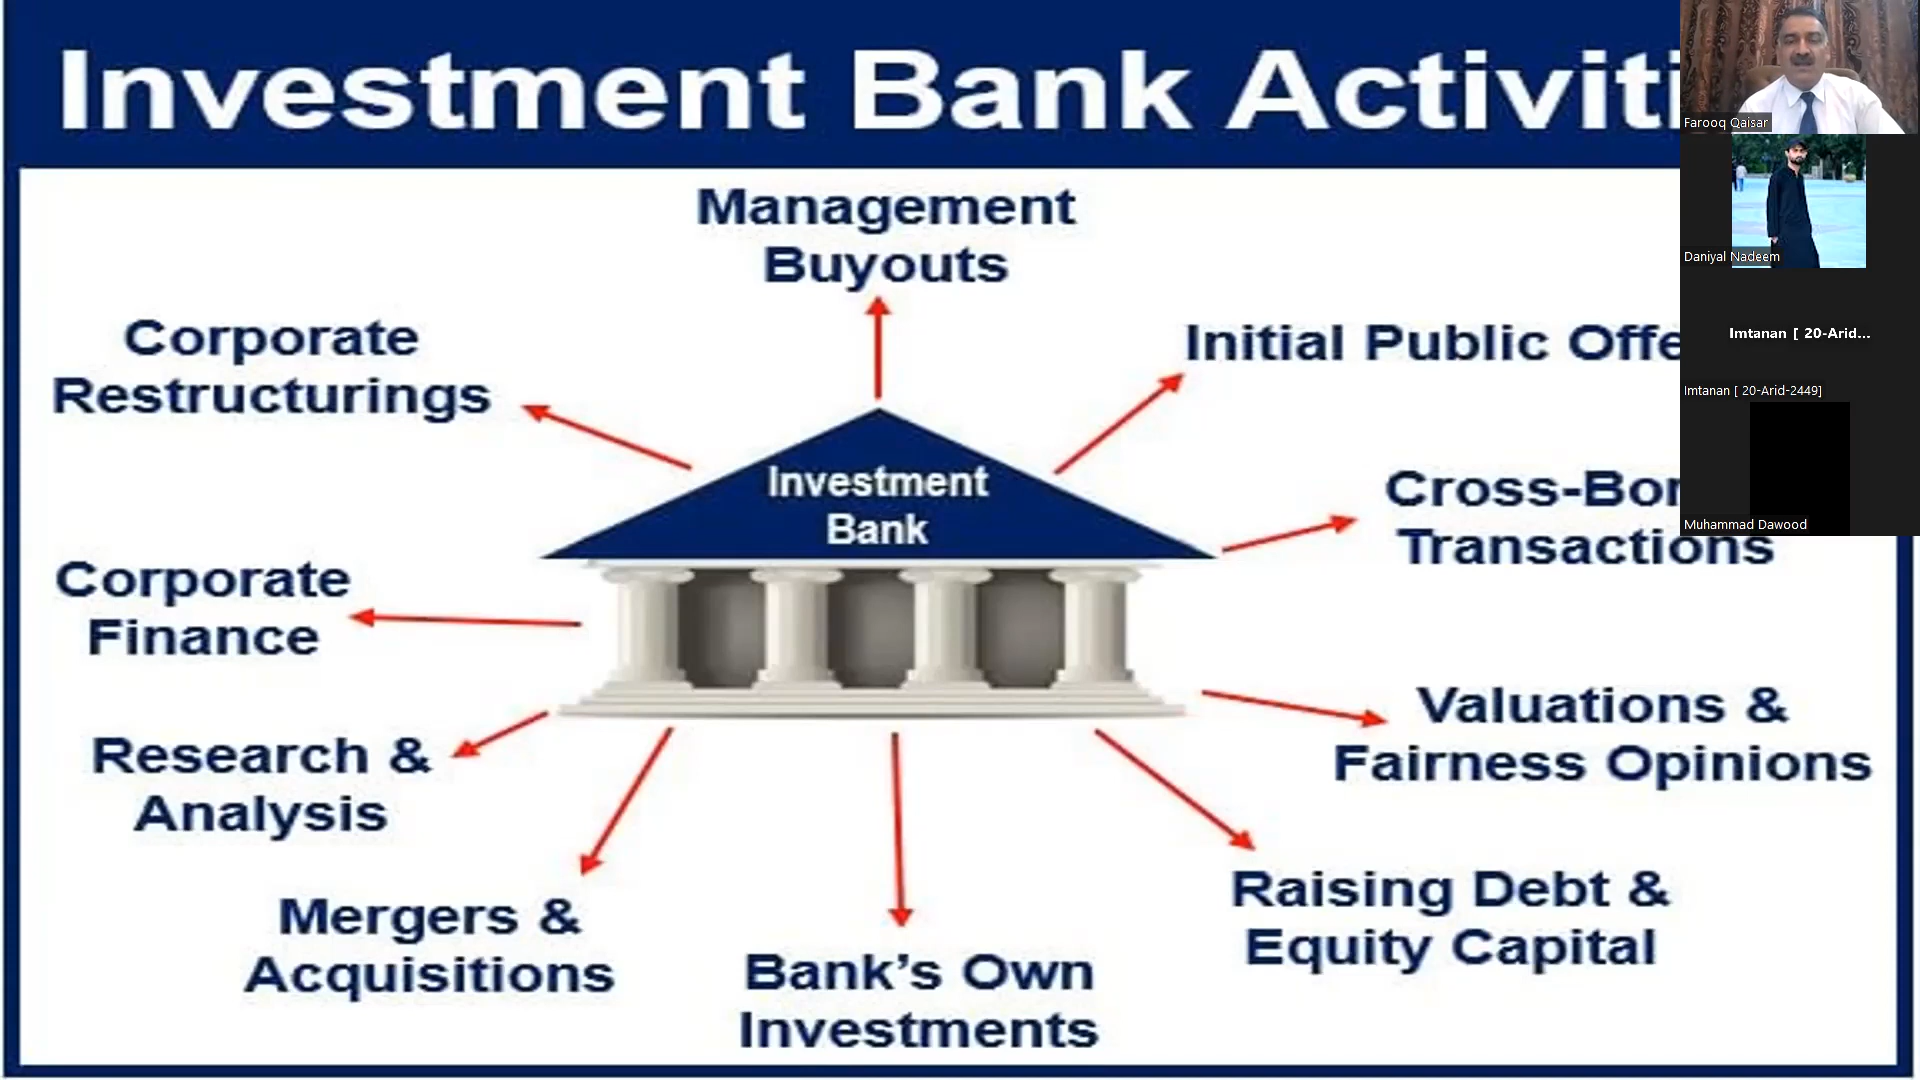 Investment Bank Activiti
Management
Buyouts
Corporate
Restructurings
Initial Public Offe
Investment
Bank
Cross-Bor
Transactions
Corporate
Finance
Valuations &
Fairness Opinions
Research &
Analysis
Raising Debt &
Equity Capital
Mergers &
Acquisitions
Bank’s Own
Investments
Farooq Qaisar
Daniyal Nadeem
Imtanan [ 20-Arid...
Imtanan [ 20-Arid-2449]
Muhammad Dawood